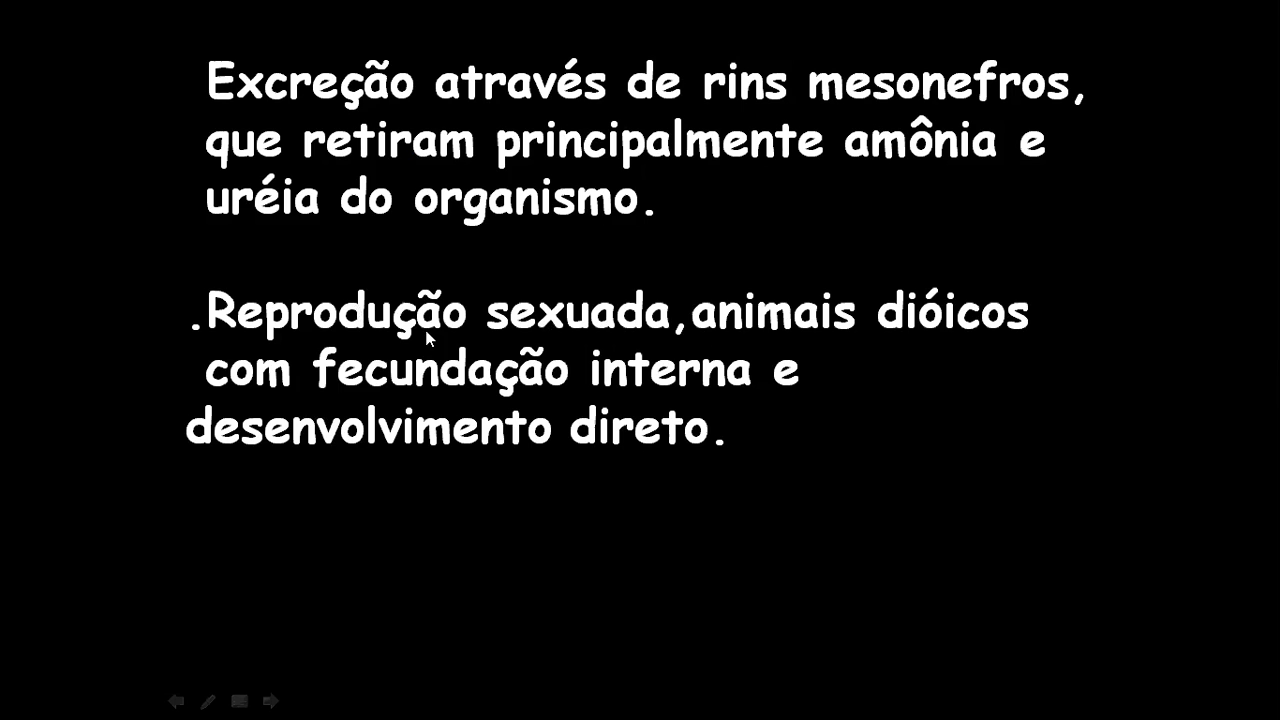 Excreção através de rins mesonefros,
que retiram principalmente amônia e
uréia do organismo.
.Reprodução sexuada,animais dióicos
com fecundação interna e
desenvolvimento direto.